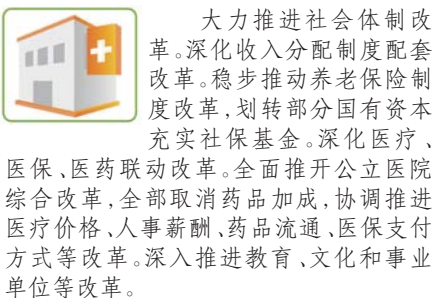 大力推进社会体制改
革。深化收入分配制度配套
改革。稳步推动养老保险制
度改革,划转部分国有资本
充实社保基金。深化医疗、
医保、医药联动改革。全面推开公立医院
综合改革,全部取消药品加成,协调推进
医疗价格、人事薪酬、药品流通、医保支付
方式等改革。深入推进教育、文化和事业
单位等改革。